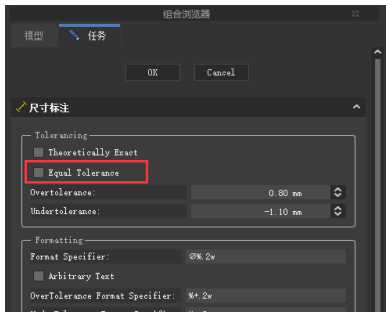 组合浏览器
模型
任务
OK
Cancel
尺寸标注
Tolerancing
Theoretically Exact
Equal Tolerance
Overtolerance: 0.80 mm
Undertolerance: -1.10 mm
Formatting
Format Specifier: Ø%.2w
Arbitrary Text
OverTolerance Format Specifier: %+.2w